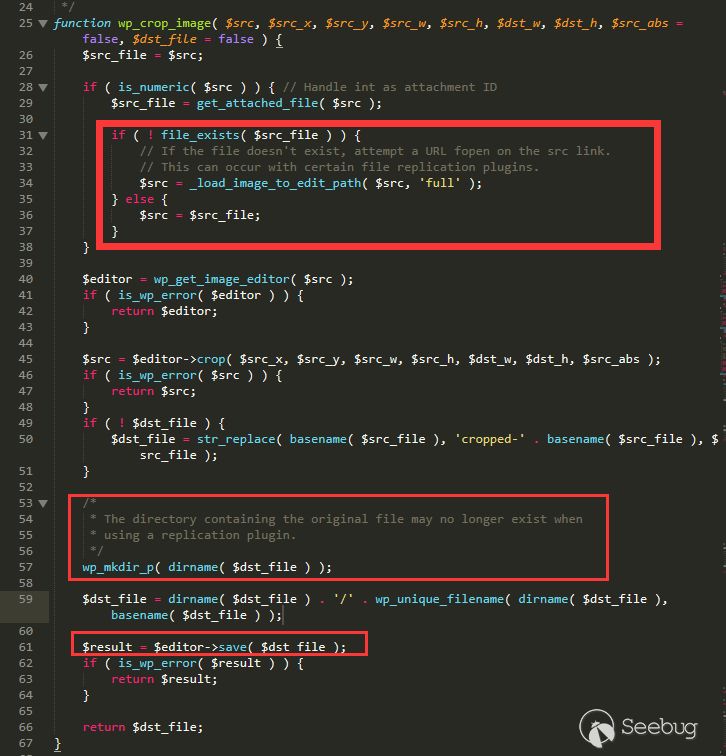 24 */
25 function wp_crop_image( $src, $src_x, $src_y, $src_w, $src_h, $dst_w, $dst_h, $src_abs =
false, $dst_file = false ) {
26 $src_file = $src;
27
28 if ( is_numeric( $src ) ) { // Handle int as attachment ID
29 $src_file = get_attached_file( $src );
30
31 if ( ! file_exists( $src_file ) ) {
32 // If the file doesn't exist, attempt a URL fopen on the src link.
33 // This can occur with certain file replication plugins.
34 $src = _load_image_to_edit_path( $src, 'full' );
35 } else {
36 $src = $src_file;
37 }
38 }
39
40 $editor = wp_get_image_editor( $src );
41 if ( is_wp_error( $editor ) ) {
42 return $editor;
43 }
44
45 $src = $editor->crop( $src_x, $src_y, $src_w, $src_h, $dst_w, $dst_h, $src_abs );
46 if ( is_wp_error( $src ) ) {
47 return $src;
48 }
49 if ( ! $dst_file ) {
50 $dst_file = str_replace( basename( $src_file ), 'cropped-' . basename( $src_file ), $
src_file );
51 }
52
53 /*
54 * The directory containing the original file may no longer exist when
55 * using a replication plugin.
56 */
57 wp_mkdir_p( dirname( $dst_file ) );
58
59 $dst_file = dirname( $dst_file ) . '/' . wp_unique_filename( dirname( $dst_file ),
basename( $dst_file ) );
60
61 $result = $editor->save( $dst_file );
62 if ( is_wp_error( $result ) ) {
63 return $result;
64 }
65
66 return $dst_file;
67 }
Seebug